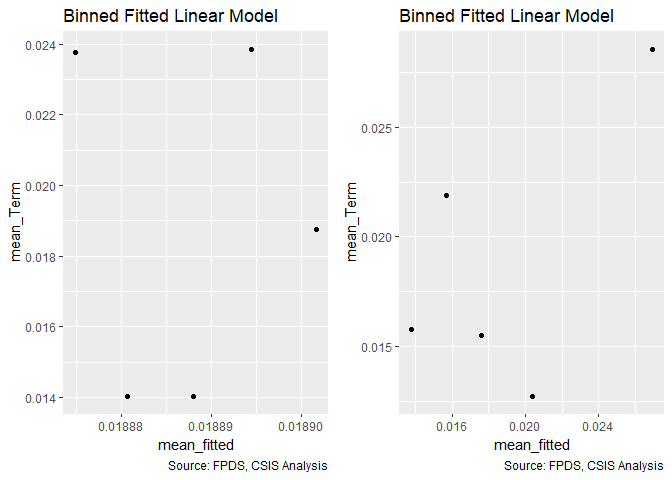 Binned Fitted Linear Model
0.024
0.022
0.020
0.018
0.016
0.014
mean_Term
0.01888
0.01889
0.01890
mean_fitted
Source: FPDS, CSIS Analysis
Binned Fitted Linear Model
0.025
0.020
0.015
mean_Term
0.016
0.020
0.024
mean_fitted
Source: FPDS, CSIS Analysis